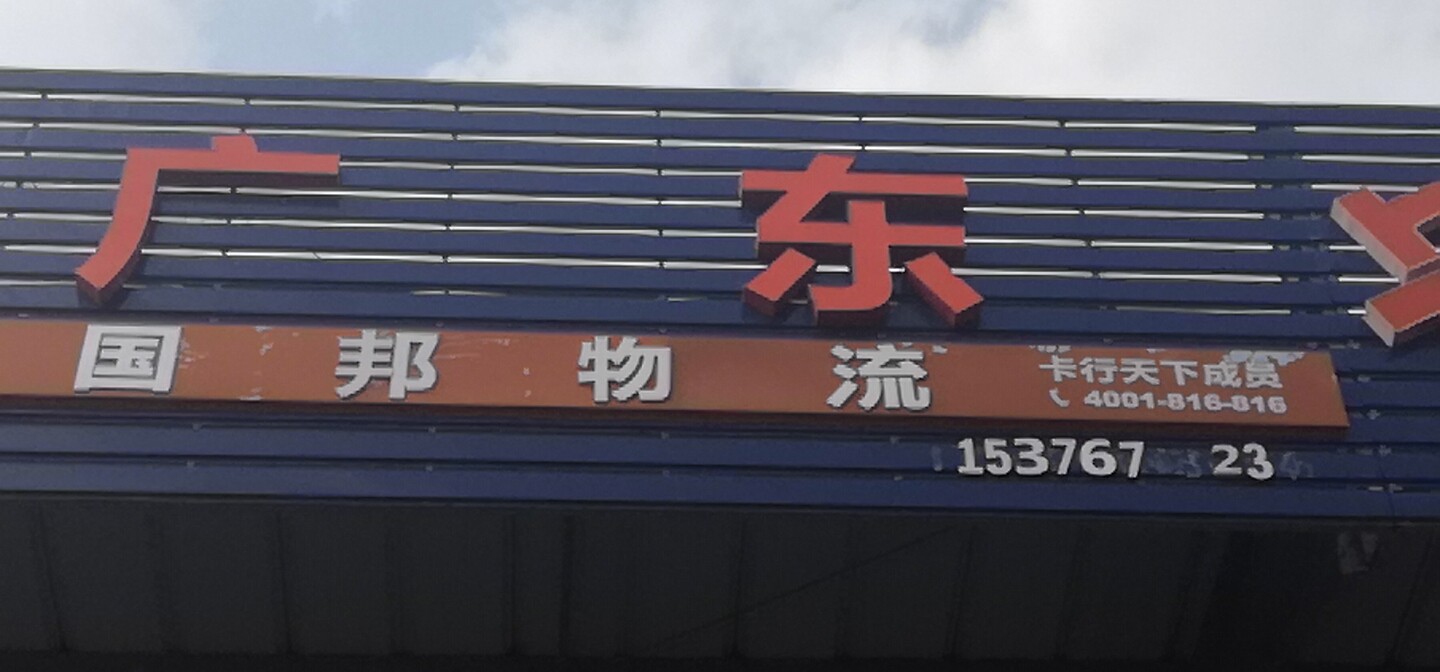 广东
国邦物流
卡行天下成员
4001-816-816
153767 23